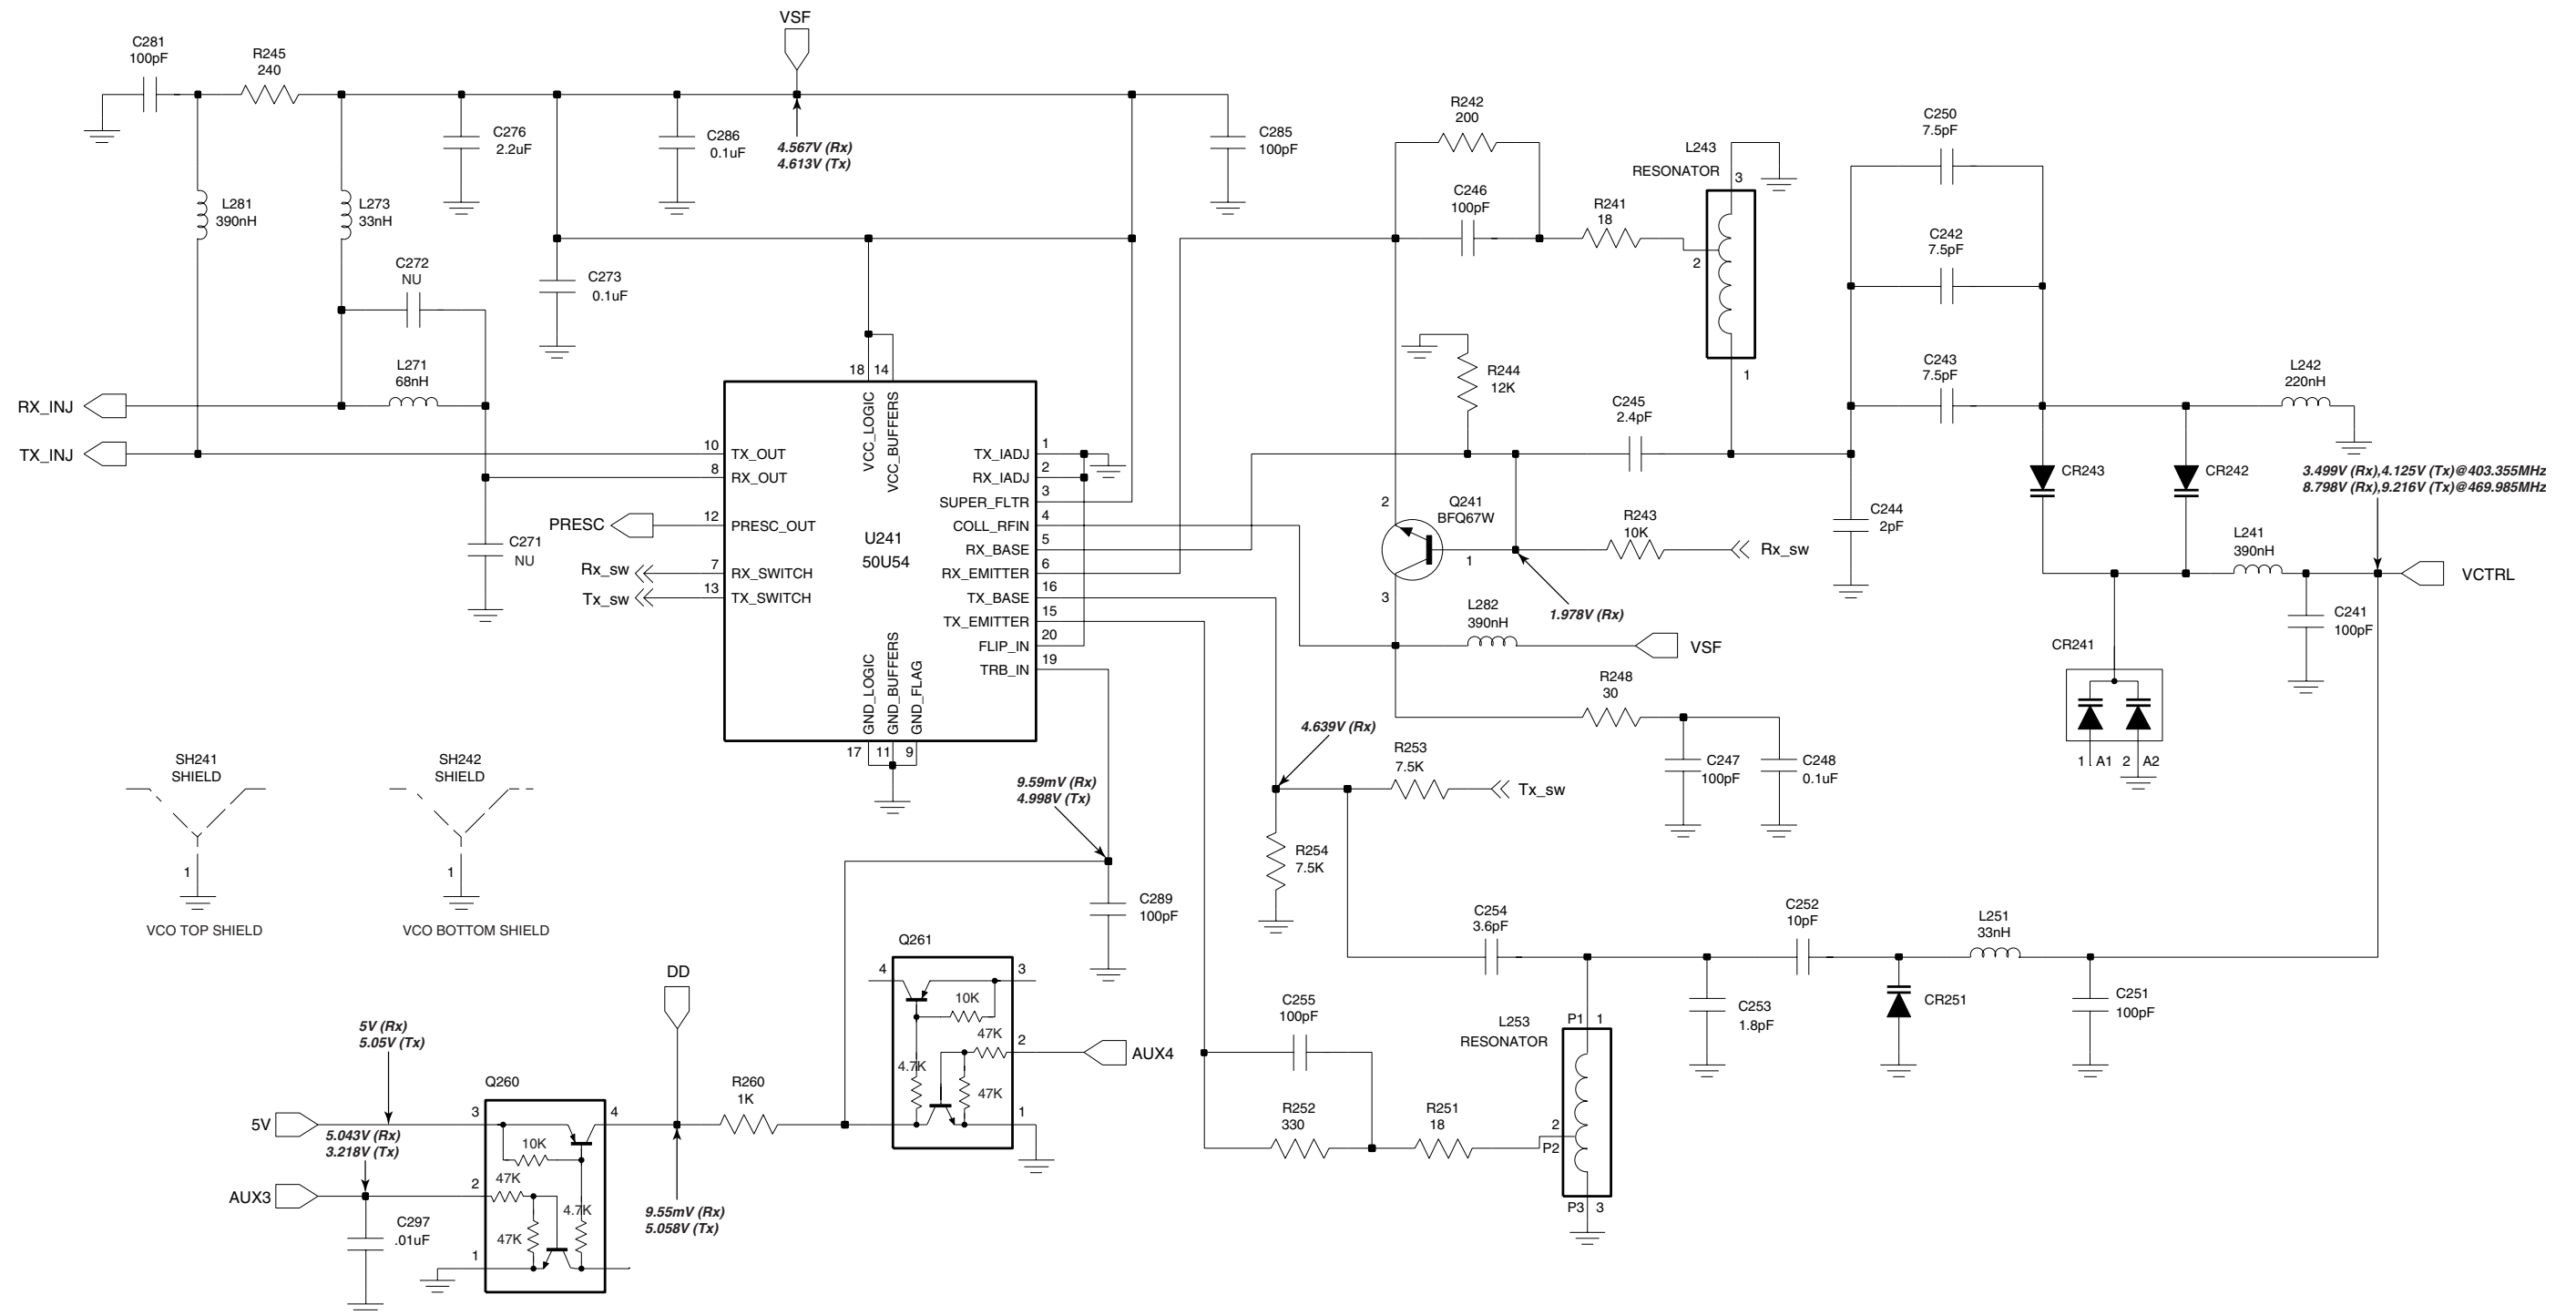 VSF
C281
100pF
R245
240
C276
2.2uF
C286
0.1uF
4.567V (Rx)
4.613V (Tx)
C285
100pF
L281
390nH
L273
33nH
C272
NU
C273
0.1uF
L271
68nH
RX_INJ
TX_INJ
C271
NU
PRESC
Rx_sw
Tx_sw
18
14
VCC_LOGIC
VCC_BUFFERS
10
TX_OUT
8
RX_OUT
12
PRESC_OUT
7
RX_SWITCH
13
TX_SWITCH
U241
50U54
TX_IADJ
1
RX_IADJ
2
SUPER_FLTR
3
COLL_RFIN
4
RX_BASE
5
RX_EMITTER
6
TX_BASE
16
TX_EMITTER
15
FLIP_IN
20
TRB_IN
19
GND_LOGIC
GND_BUFFERS
GND_FLAG
17
11
9
R242
200
C246
100pF
R241
18
L243
RESONATOR
3
2
1
R244
12K
C245
2.4pF
2
Q241
BFQ67W
1
3
R243
10K
Rx_sw
1.978V (Rx)
L282
390nH
VSF
R248
30
C247
100pF
C248
0.1uF
C250
7.5pF
C242
7.5pF
C243
7.5pF
C244
2pF
L242
220nH
CR243
CR242
3.499V (Rx),4.125V (Tx)@403.355MHz
8.798V (Rx),9.216V (Tx)@469.985MHz
L241
390nH
VCTRL
C241
100pF
CR241
1
A1
2
A2
4.639V (Rx)
R253
7.5K
Tx_sw
R254
7.5K
9.59mV (Rx)
4.998V (Tx)
C289
100pF
SH241
SHIELD
1
VCO TOP SHIELD
SH242
SHIELD
1
VCO BOTTOM SHIELD
C254
3.6pF
C252
10pF
L251
33nH
C253
1.8pF
CR251
C251
100pF
C255
100pF
R252
330
R251
18
L253
RESONATOR
P1
1
2
P2
P3
3
Q261
4
3
10K
47K
2
4.7K
47K
1
AUX4
DD
R260
1K
9.55mV (Rx)
5.058V (Tx)
5V (Rx)
5.05V (Tx)
Q260
5V
3
4
5.043V (Rx)
3.218V (Tx)
10K
47K
AUX3
2
4.7K
47K
1
C297
.01uF